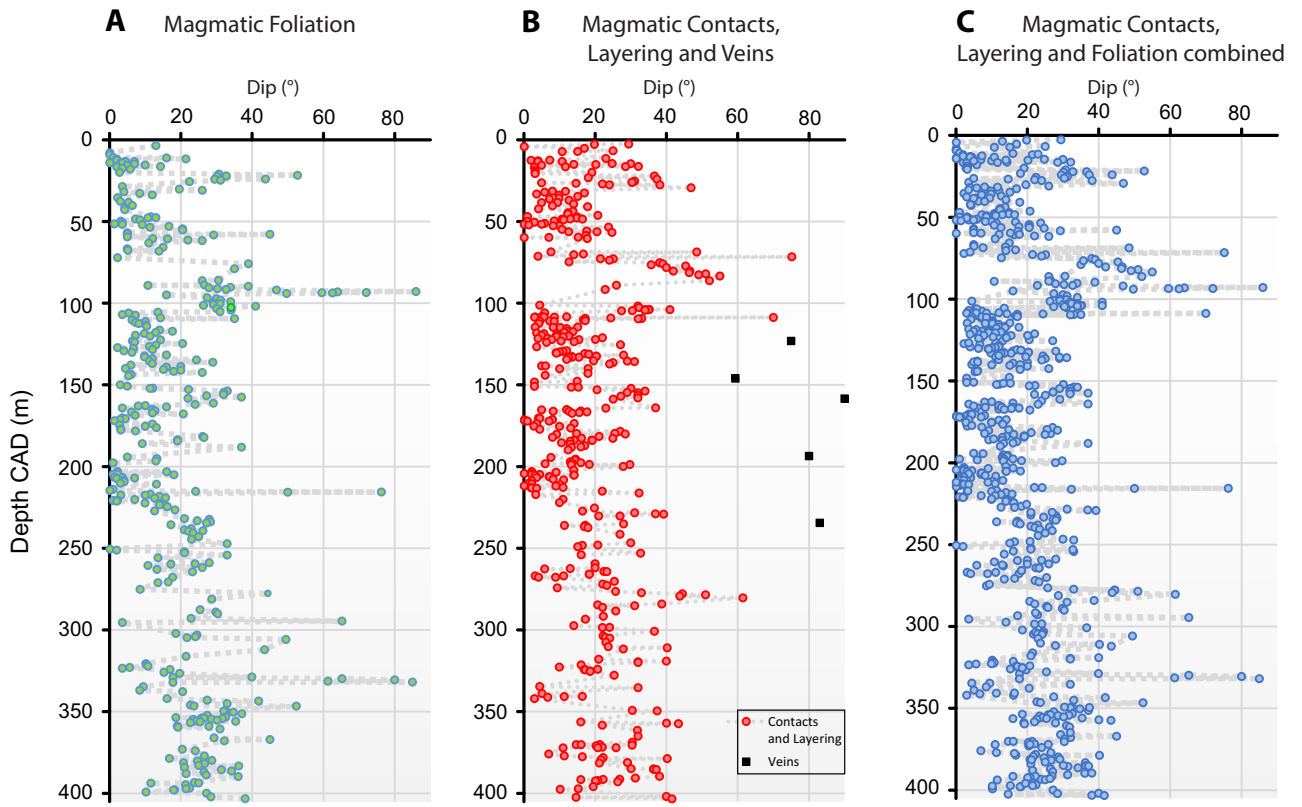 A Magmatic Foliation
Dip (°)
0 20 40 60 80
0
50
100
150
200
250
300
350
400
Depth CAD (m)
B Magmatic Contacts,
Layering and Veins
Dip (°)
0 20 40 60 80
0
50
100
150
200
250
300
350
400
Contacts
and Layering
Veins
C Magmatic Contacts,
Layering and Foliation combined
Dip (°)
0 20 40 60 80
0
50
100
150
200
250
300
350
400